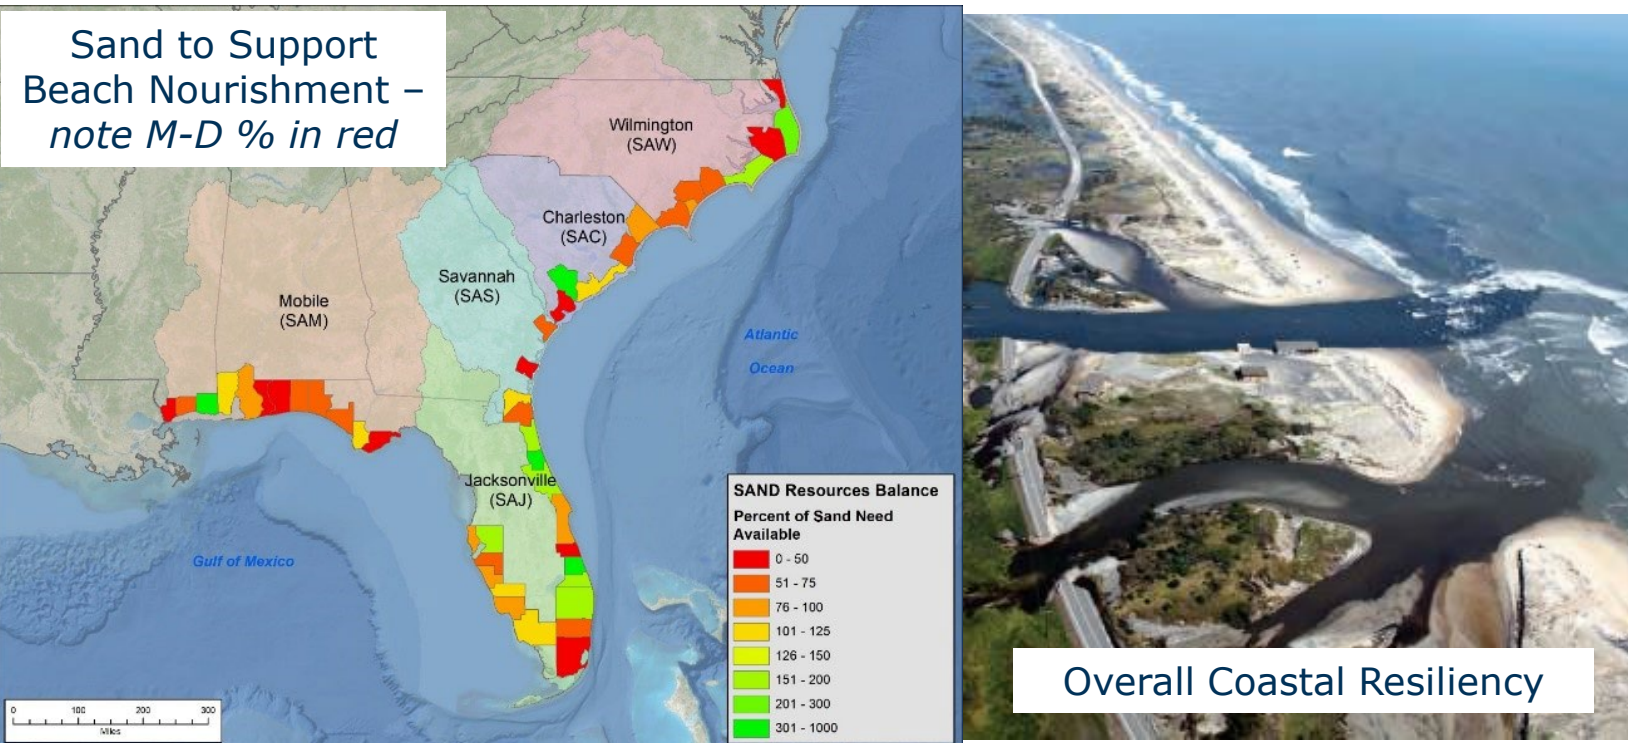 Sand to Support
Beach Nourishment –
note M-D % in red
Wilmington
(SAW)
Charleston
(SAC)
Savannah
(SAS)
Mobile
(SAM)
Atlantic
Ocean
Jacksonville
(SAJ)
Gulf of Mexico
SAND Resources Balance
Percent of Sand Need
Available
0 - 50
51 - 75
76 - 100
101 - 125
126 - 150
151 - 200
201 - 300
301 - 1000
0 100 200 300
Miles
Overall Coastal Resiliency